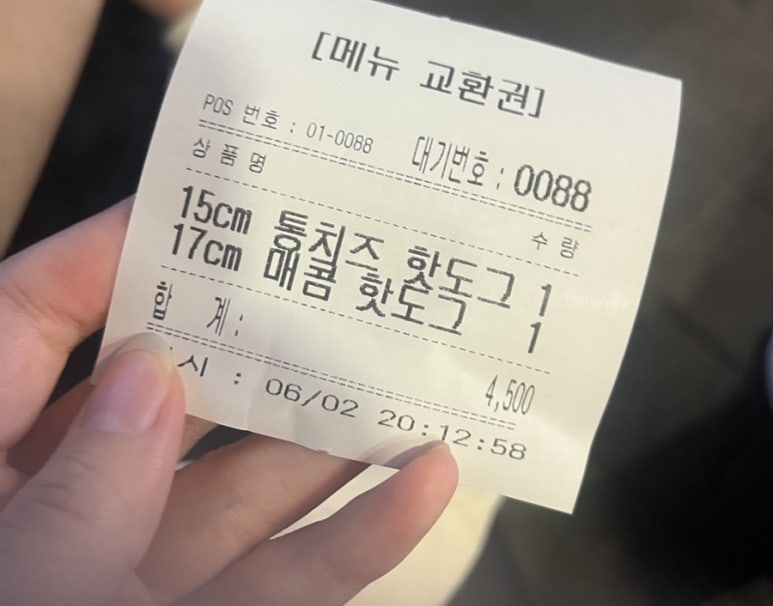 [메뉴 교환권]
POS 번호 : 01-0088 대기번호 : 0088
상 품 명 수 량
15cm 통치즈 핫도그 1
17cm 매콤 핫도그 1
합 계 : 4,500
시 : 06/02 20:12:58